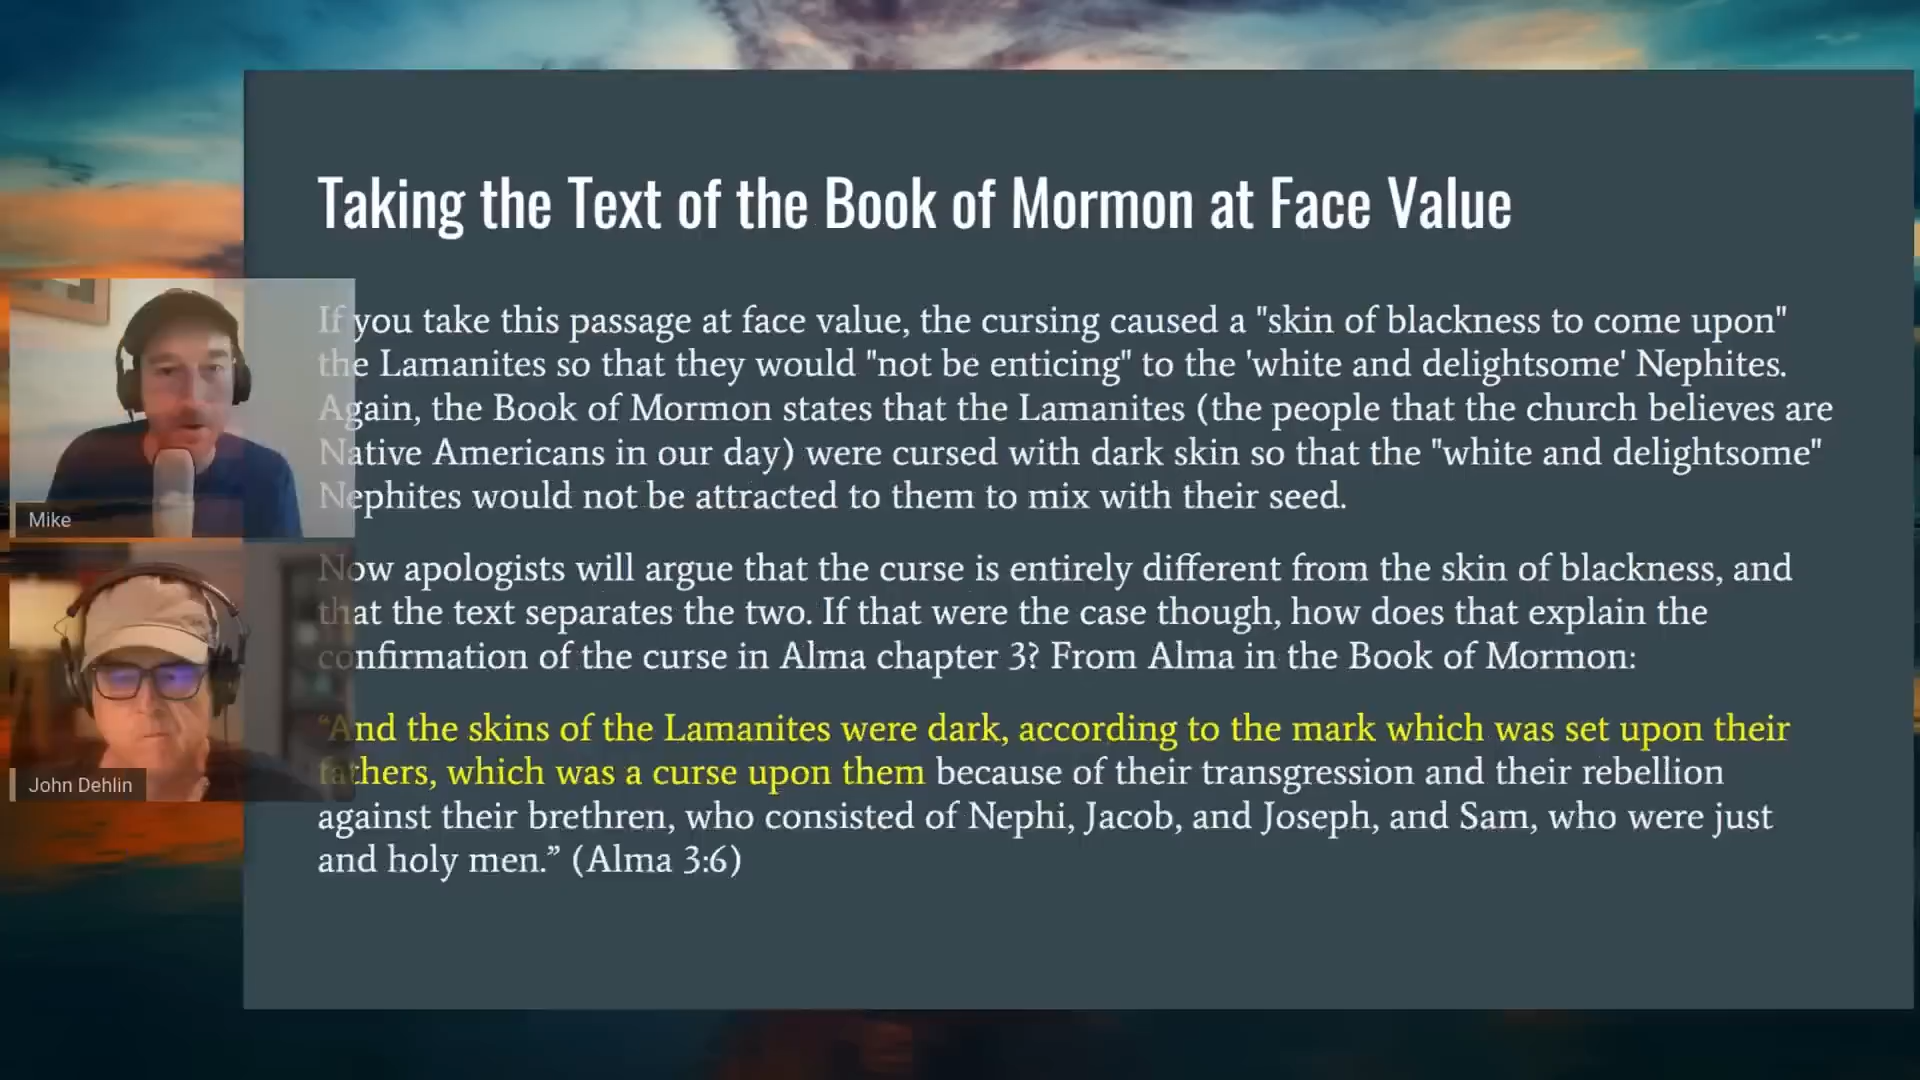 Taking the Text of the Book of Mormon at Face Value
If you take this passage at face value, the cursing caused a "skin of blackness to come upon"
the Lamanites so that they would "not be enticing" to the 'white and delightsome' Nephites.
Again, the Book of Mormon states that the Lamanites (the people that the church believes are
Native Americans in our day) were cursed with dark skin so that the "white and delightsome"
Nephites would not be attracted to them to mix with their seed.
Now apologists will argue that the curse is entirely different from the skin of blackness, and
that the text separates the two. If that were the case though, how does that explain the
confirmation of the curse in Alma chapter 3? From Alma in the Book of Mormon:
“And the skins of the Lamanites were dark, according to the mark which was set upon their
fathers, which was a curse upon them because of their transgression and their rebellion
against their brethren, who consisted of Nephi, Jacob, and Joseph, and Sam, who were just
and holy men.” (Alma 3:6)
Mike
John Dehlin